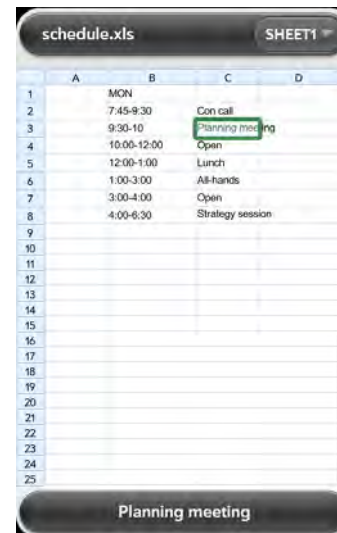 schedule.xls SHEET1
A B C D
1 MON
2 7:45-9:30 Con call
3 9:30-10 Planning meeting
4 10:00-12:00 Open
5 12:00-1:00 Lunch
6 1:00-3:00 All-hands
7 3:00-4:00 Open
8 4:00-6:30 Strategy session
9
10
11
12
13
14
15
16
17
18
19
20
21
22
23
24
25
Planning meeting